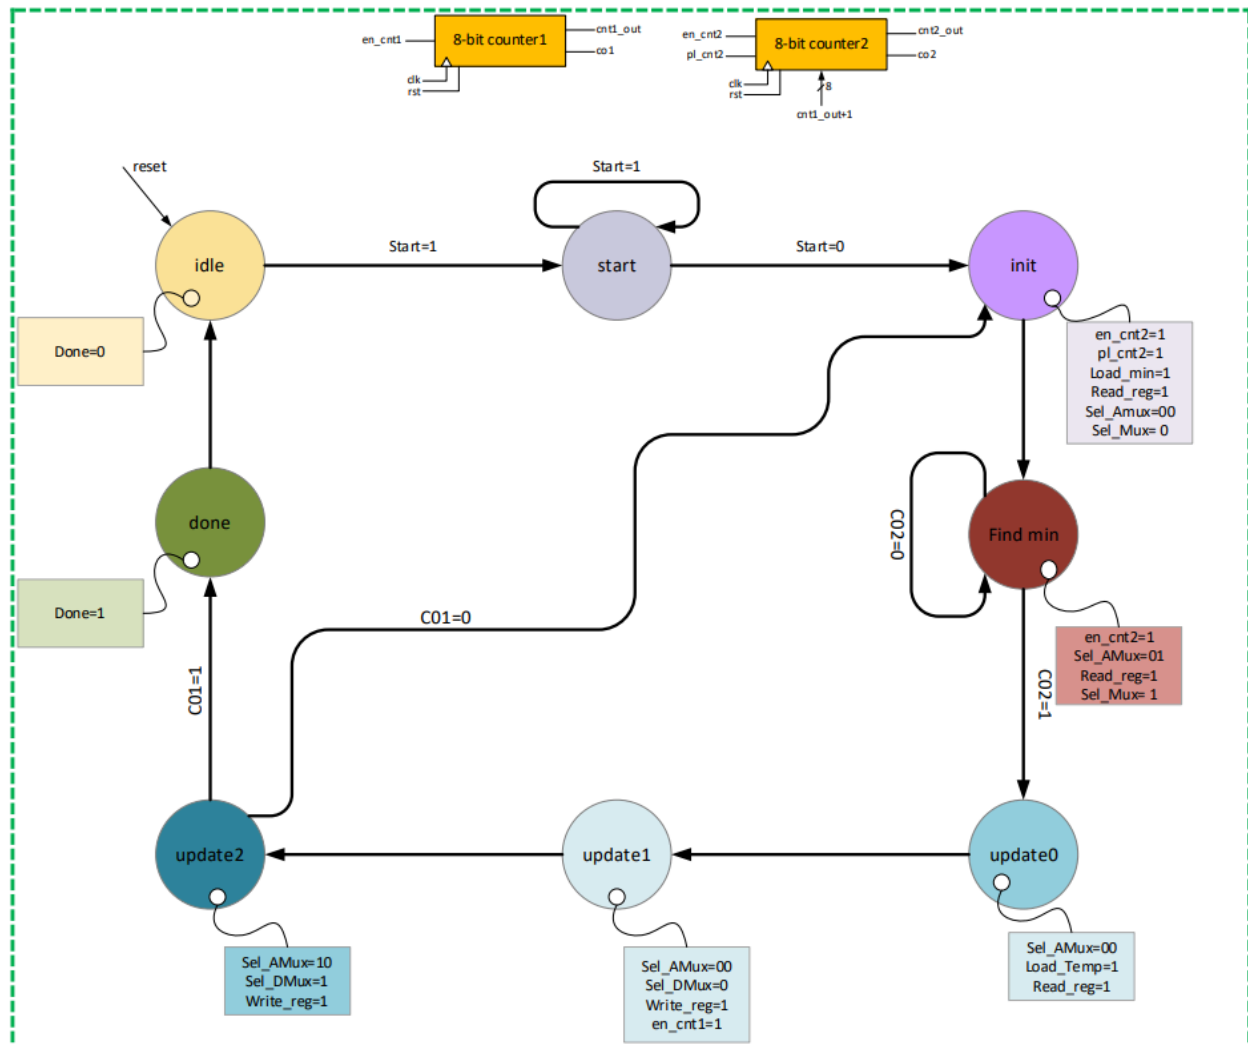 en_cnt1
8-bit counter1
cnt1_out
co1
clk
rst
en_cnt2
pl_cnt2
8-bit counter2
cnt2_out
co2
clk
rst
8
cnt1_out+1
reset
Start=1
idle
Start=1
start
Start=0
init
Done=0
en_cnt2=1
pl_cnt2=1
Load_min=1
Read_reg=1
Sel_Amux=00
Sel_Mux= 0
done
C02=0
Find min
Done=1
C01=0
en_cnt2=1
Sel_AMux=01
Read_reg=1
Sel_Mux= 1
C01=1
C02=1
update2
update1
update0
Sel_AMux=10
Sel_DMux=1
Write_reg=1
Sel_AMux=00
Sel_DMux=0
Write_reg=1
en_cnt1=1
Sel_AMux=00
Load_Temp=1
Read_reg=1